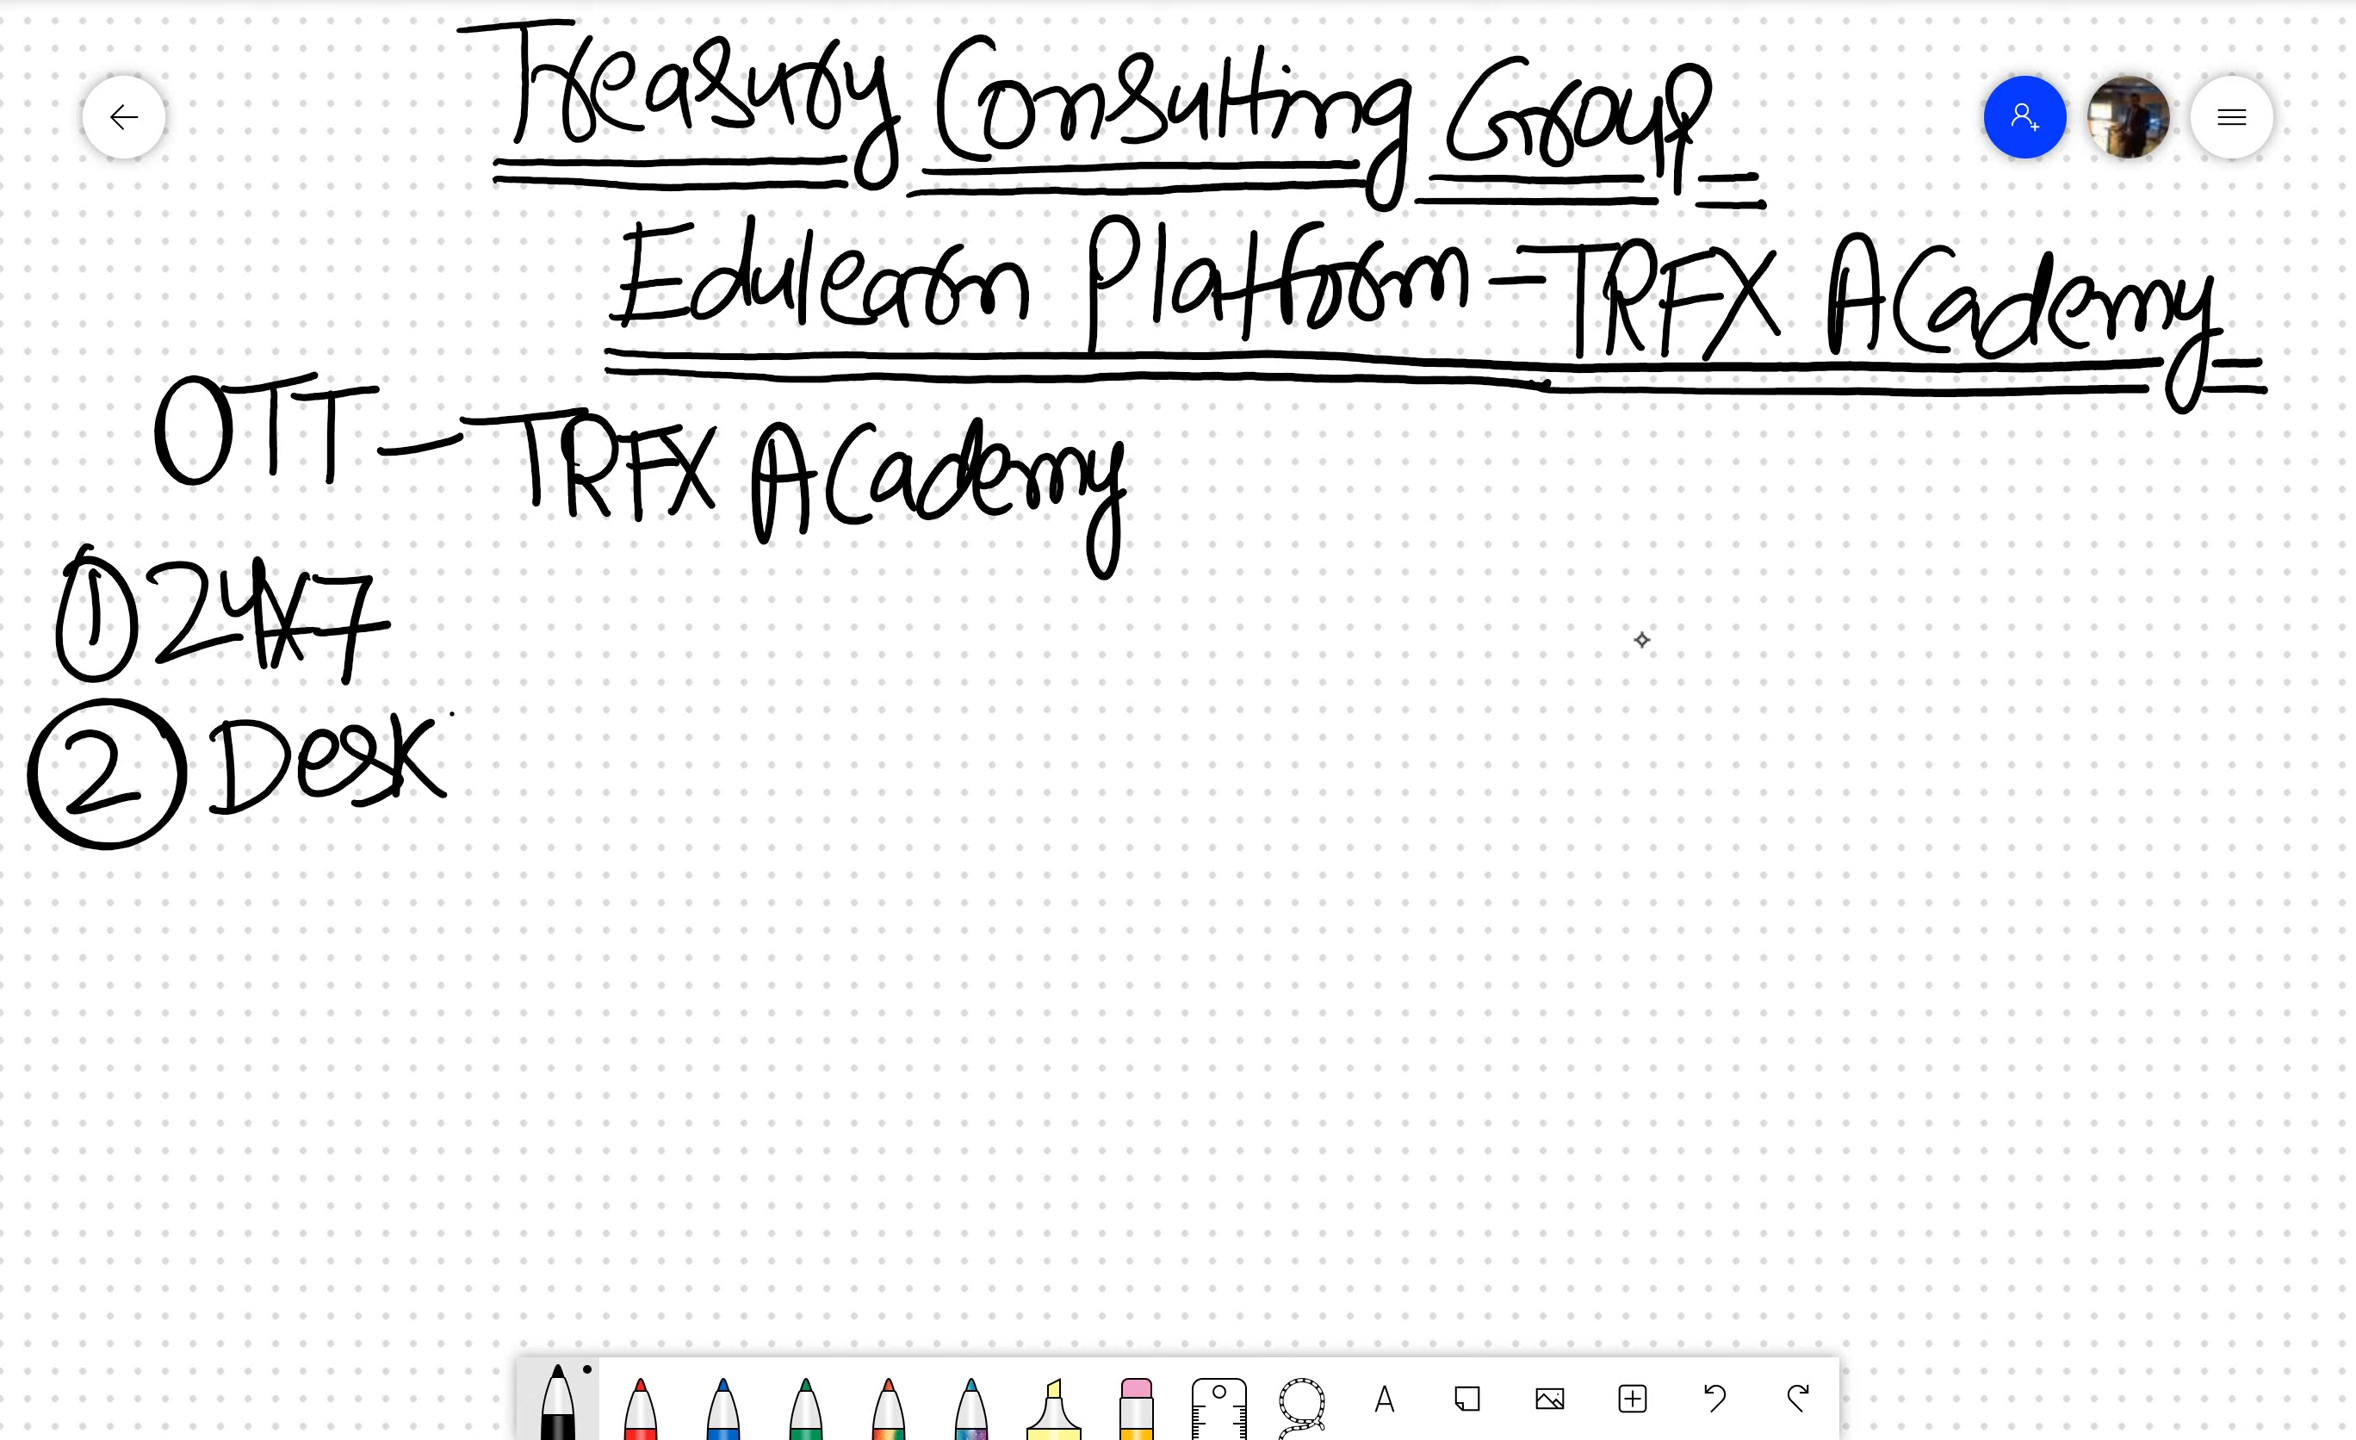 Treasury Consulting Group
Edulearn Platform - TRFX Academy
OTT - TRFX Academy
① 24x7
② Desk
A